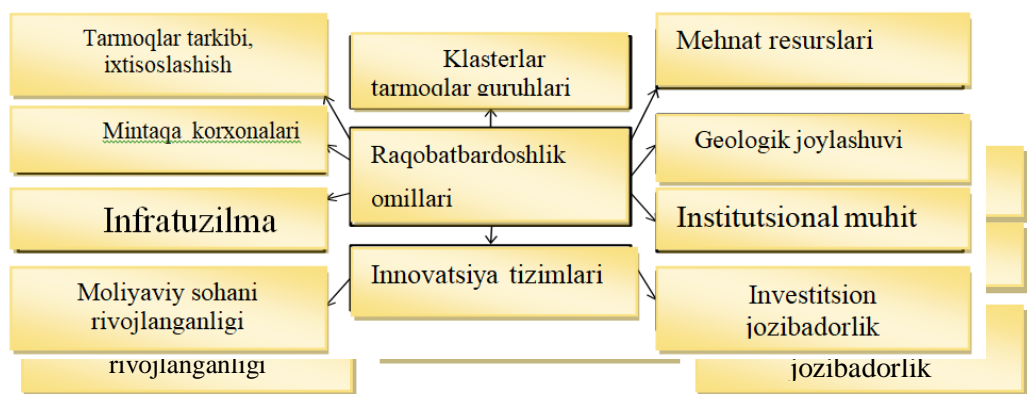 Tarmoqlar tarkibi,
ixtisoslashish
Klasterlar
tarmoqlar guruhlari
Mehnat resurslari
Mintaqa korxonalari
Raqobatbardoshlik
omillari
Geologik joylashuvi
Infratuzilma
Institutsional muhit
Moliyaviy sohani
rivojlanganligi
Innovatsiya tizimlari
Investitsion
jozibadorlik
rivojlanganligi
jozibadorlik